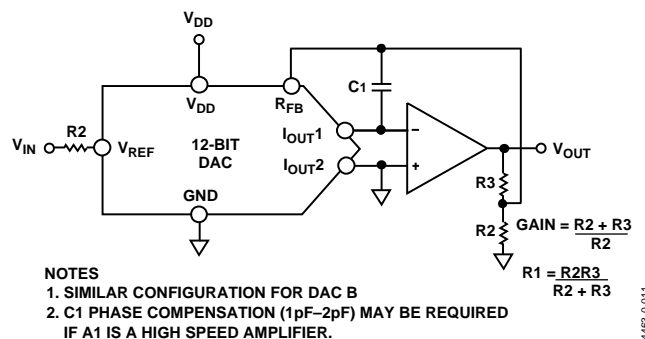 VDD
VDD
RFB
C1
VIN
R2
VREF
12-BIT
DAC
IOUT1
IOUT2
GND
−
+
VOUT
R3
R2
GAIN = R2 + R3
R2
R1 = R2R3
R2 + R3
NOTES
1. SIMILAR CONFIGURATION FOR DAC B
2. C1 PHASE COMPENSATION (1pF–2pF) MAY BE REQUIRED
IF A1 IS A HIGH SPEED AMPLIFIER.